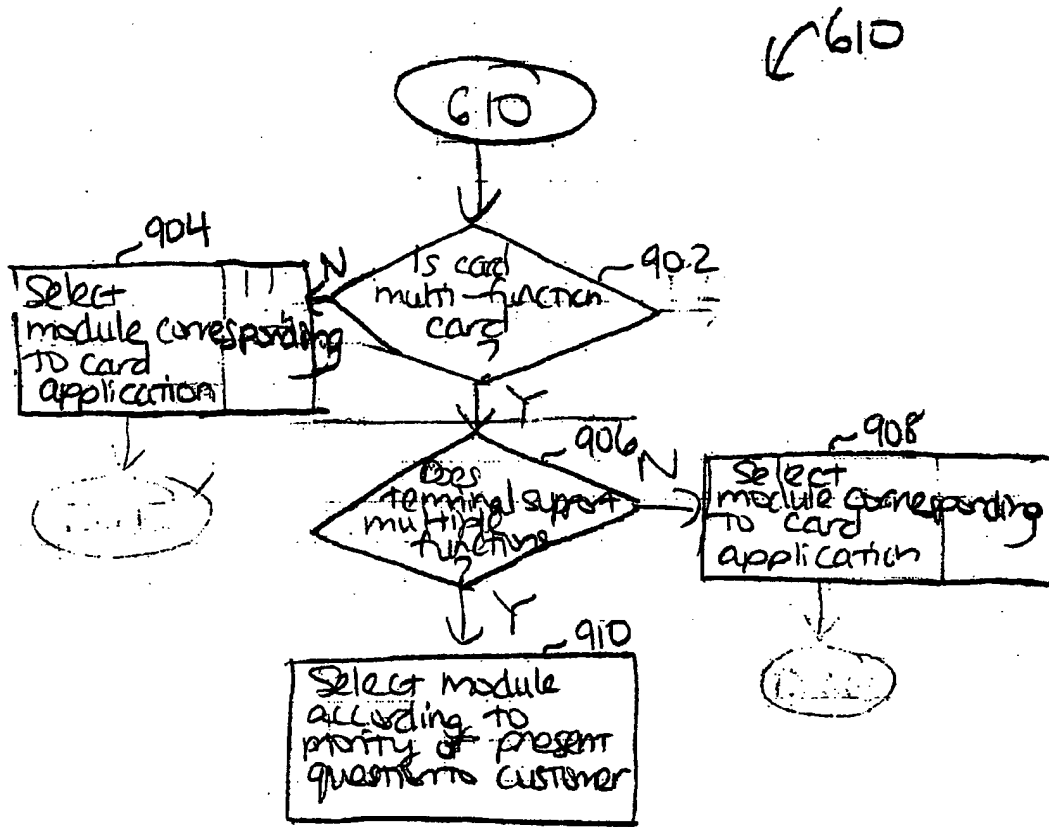 610
610
904
Is card
multi-function
card
?
902
N
Select
module corresponding
to card
application
Y
906
Does
terminal support
multiple
functions
?
N
908
Select
module corresponding
to card
application
Y
910
Select module
according to
priority of present
question to customer